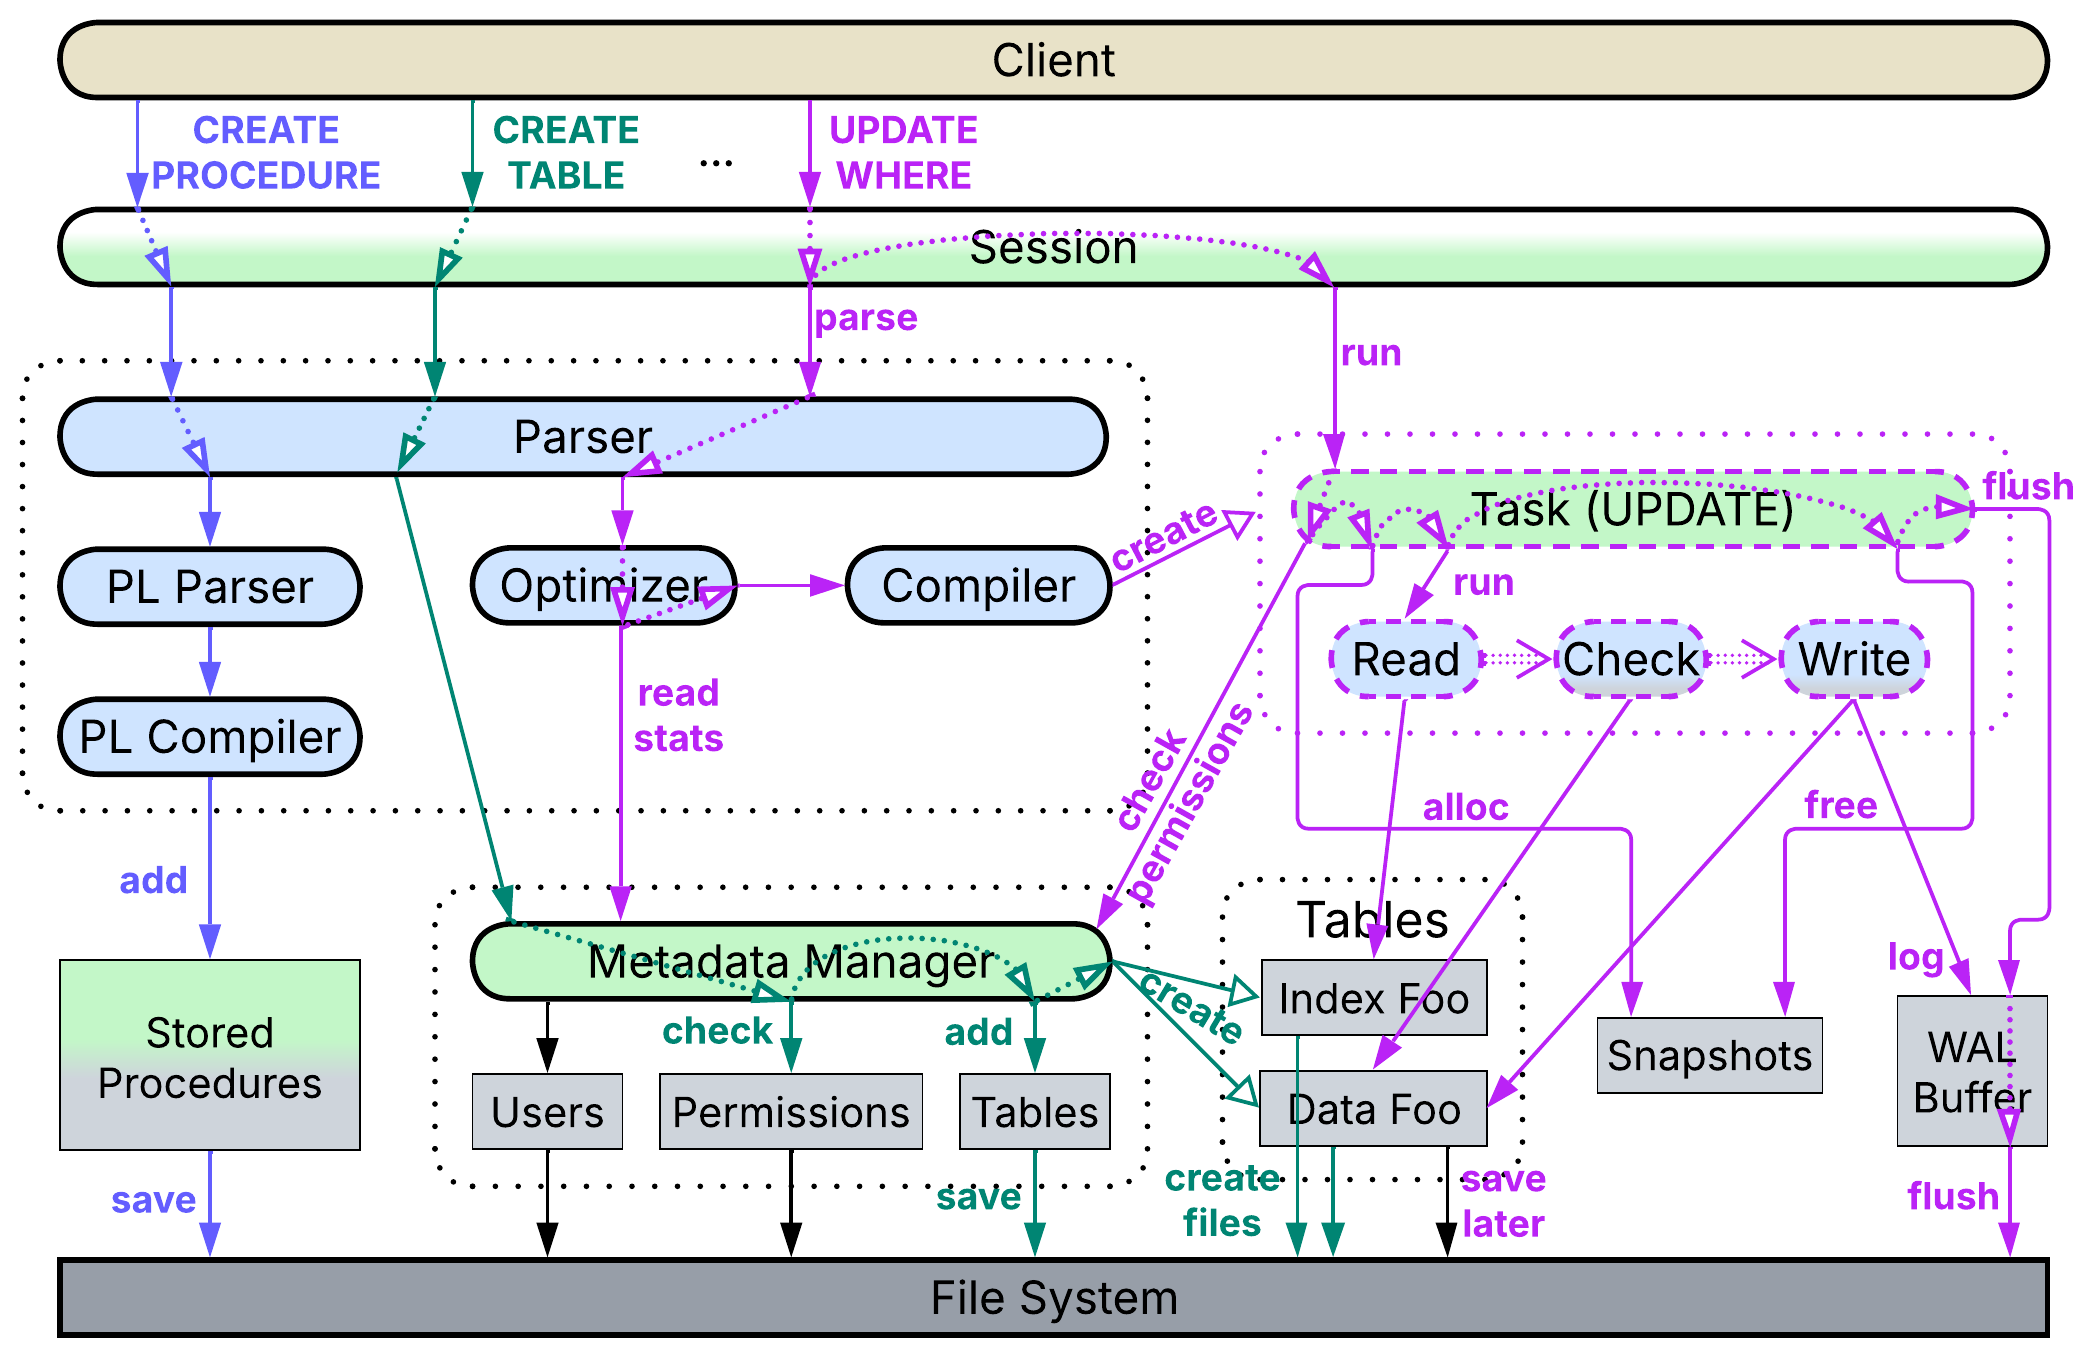 Client
CREATE
PROCEDURE
CREATE
TABLE
...
UPDATE
WHERE
Session
parse
run
Parser
create
Task (UPDATE)
flush
PL Parser
Optimizer
Compiler
run
Read
Check
Write
read
stats
PL Compiler
check
permissions
alloc
free
add
Metadata Manager
Tables
log
create
Index Foo
Stored
Procedures
check
add
Snapshots
WAL
Buffer
Users
Permissions
Tables
Data Foo
save
save
create
files
save
later
flush
File System